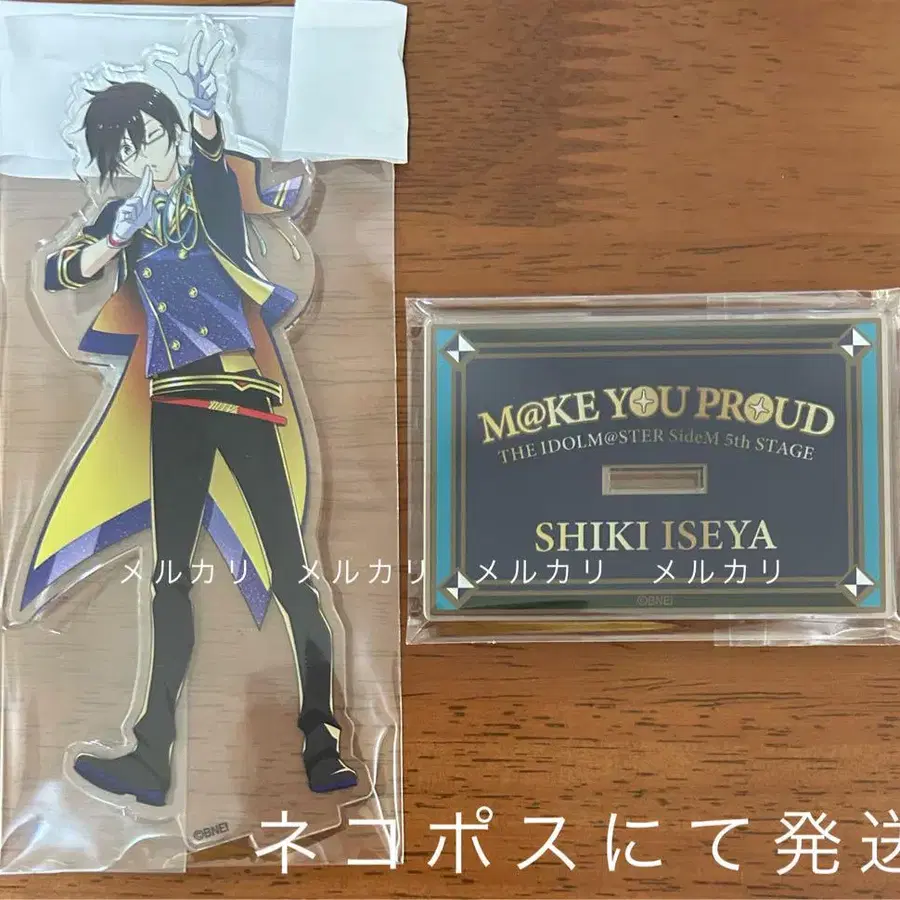 M@KE YOU PROUD
THE IDOLM@STER SideM 5th STAGE
SHIKI ISEYA
メルカリ メルカリ メルカリ メルカリ
©BNEI
©BNEI
ネコポスにて発送